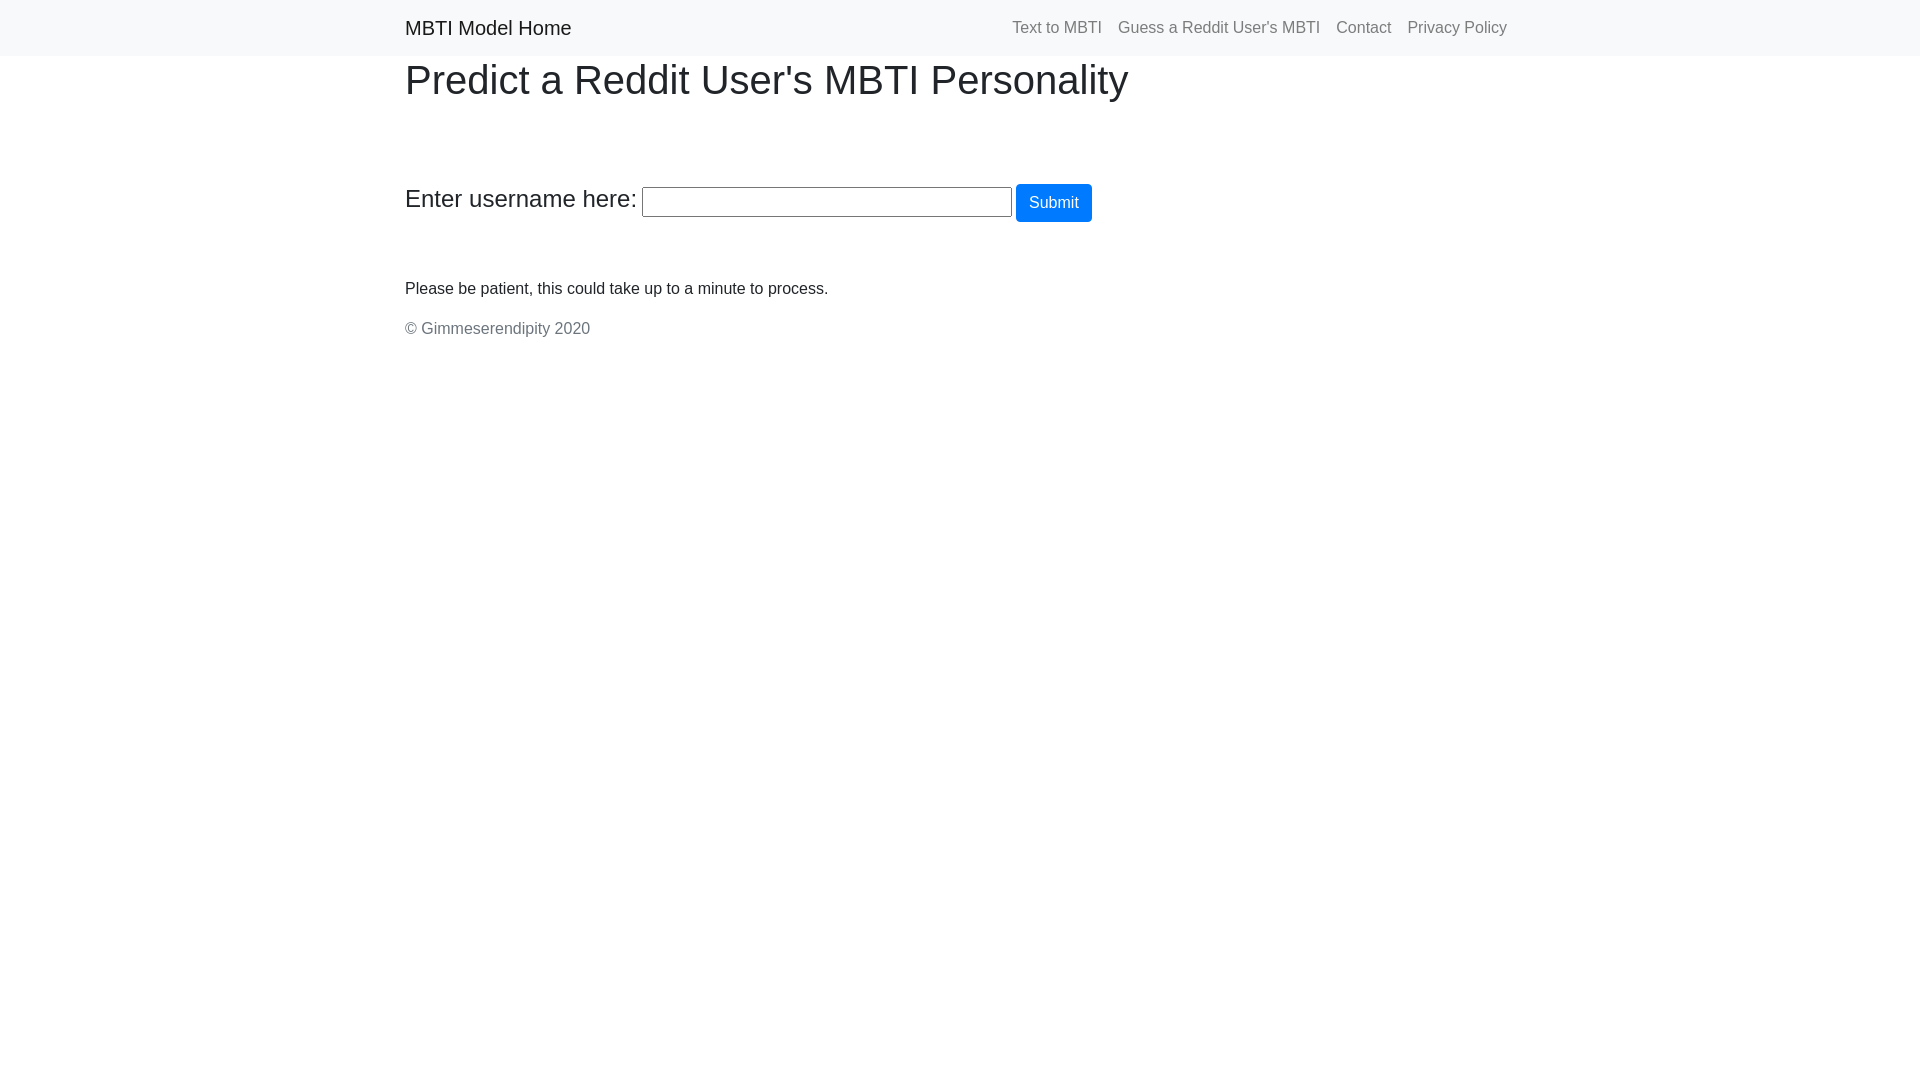 MBTI Model Home
Text to MBTI
Guess a Reddit User's MBTI
Contact
Privacy Policy
Predict a Reddit User's MBTI Personality
Enter username here:
Submit
Please be patient, this could take up to a minute to process.
© Gimmeserendipity 2020